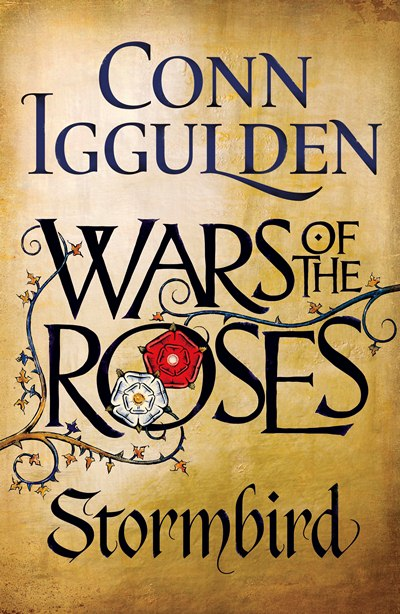 CONN
IGGULDEN
WARS OF THE
ROSES
Stormbird